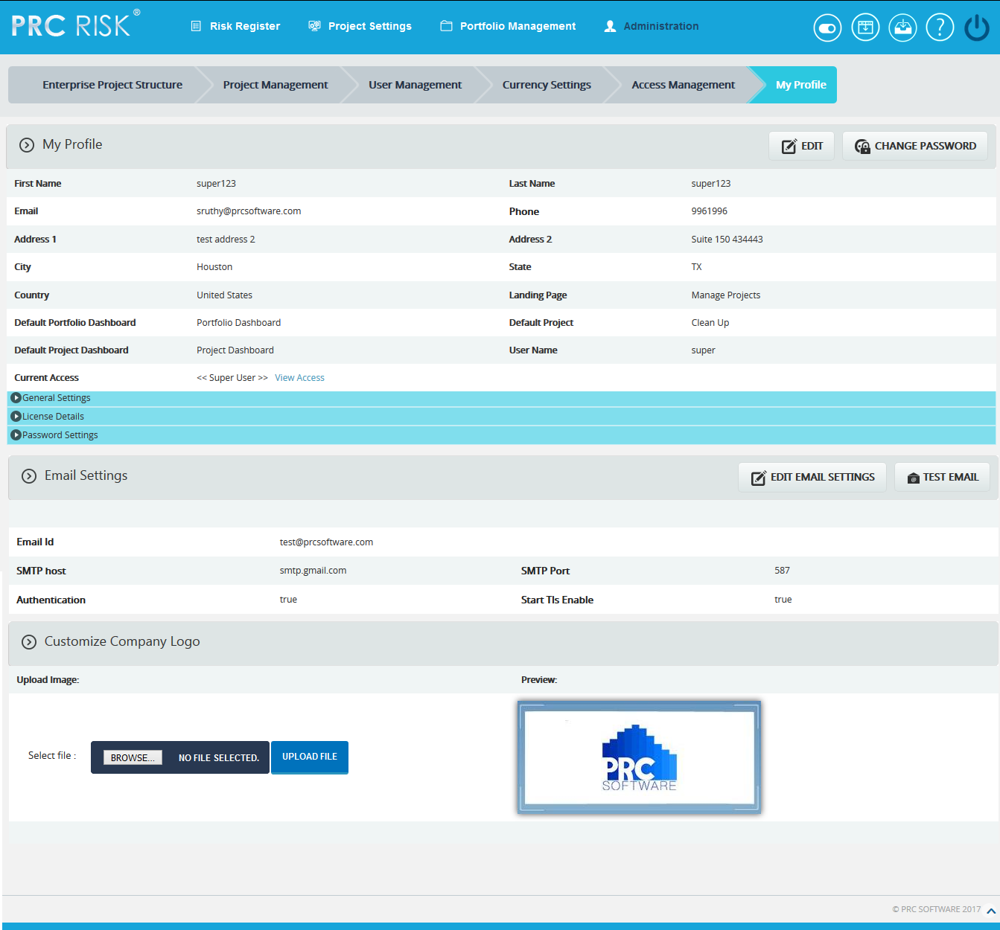 PRC RISK ®
Risk Register Project Settings Portfolio Management Administration
Enterprise Project Structure Project Management User Management Currency Settings Access Management My Profile
My Profile EDIT CHANGE PASSWORD
First Name super123 Last Name super123
Email sruthy@prcsoftware.com Phone 9961996
Address 1 test address 2 Address 2 Suite 150 434443
City Houston State TX
Country United States Landing Page Manage Projects
Default Portfolio Dashboard Portfolio Dashboard Default Project Clean Up
Default Project Dashboard Project Dashboard User Name super
Current Access << Super User >> View Access
General Settings
License Details
Password Settings
Email Settings EDIT EMAIL SETTINGS TEST EMAIL
Email Id test@prcsoftware.com
SMTP host smtp.gmail.com SMTP Port 587
Authentication true Start Tls Enable true
Customize Company Logo
Upload Image: Preview:
Select file : BROWSE... NO FILE SELECTED. UPLOAD FILE
PRC
SOFTWARE
© PRC SOFTWARE 2017